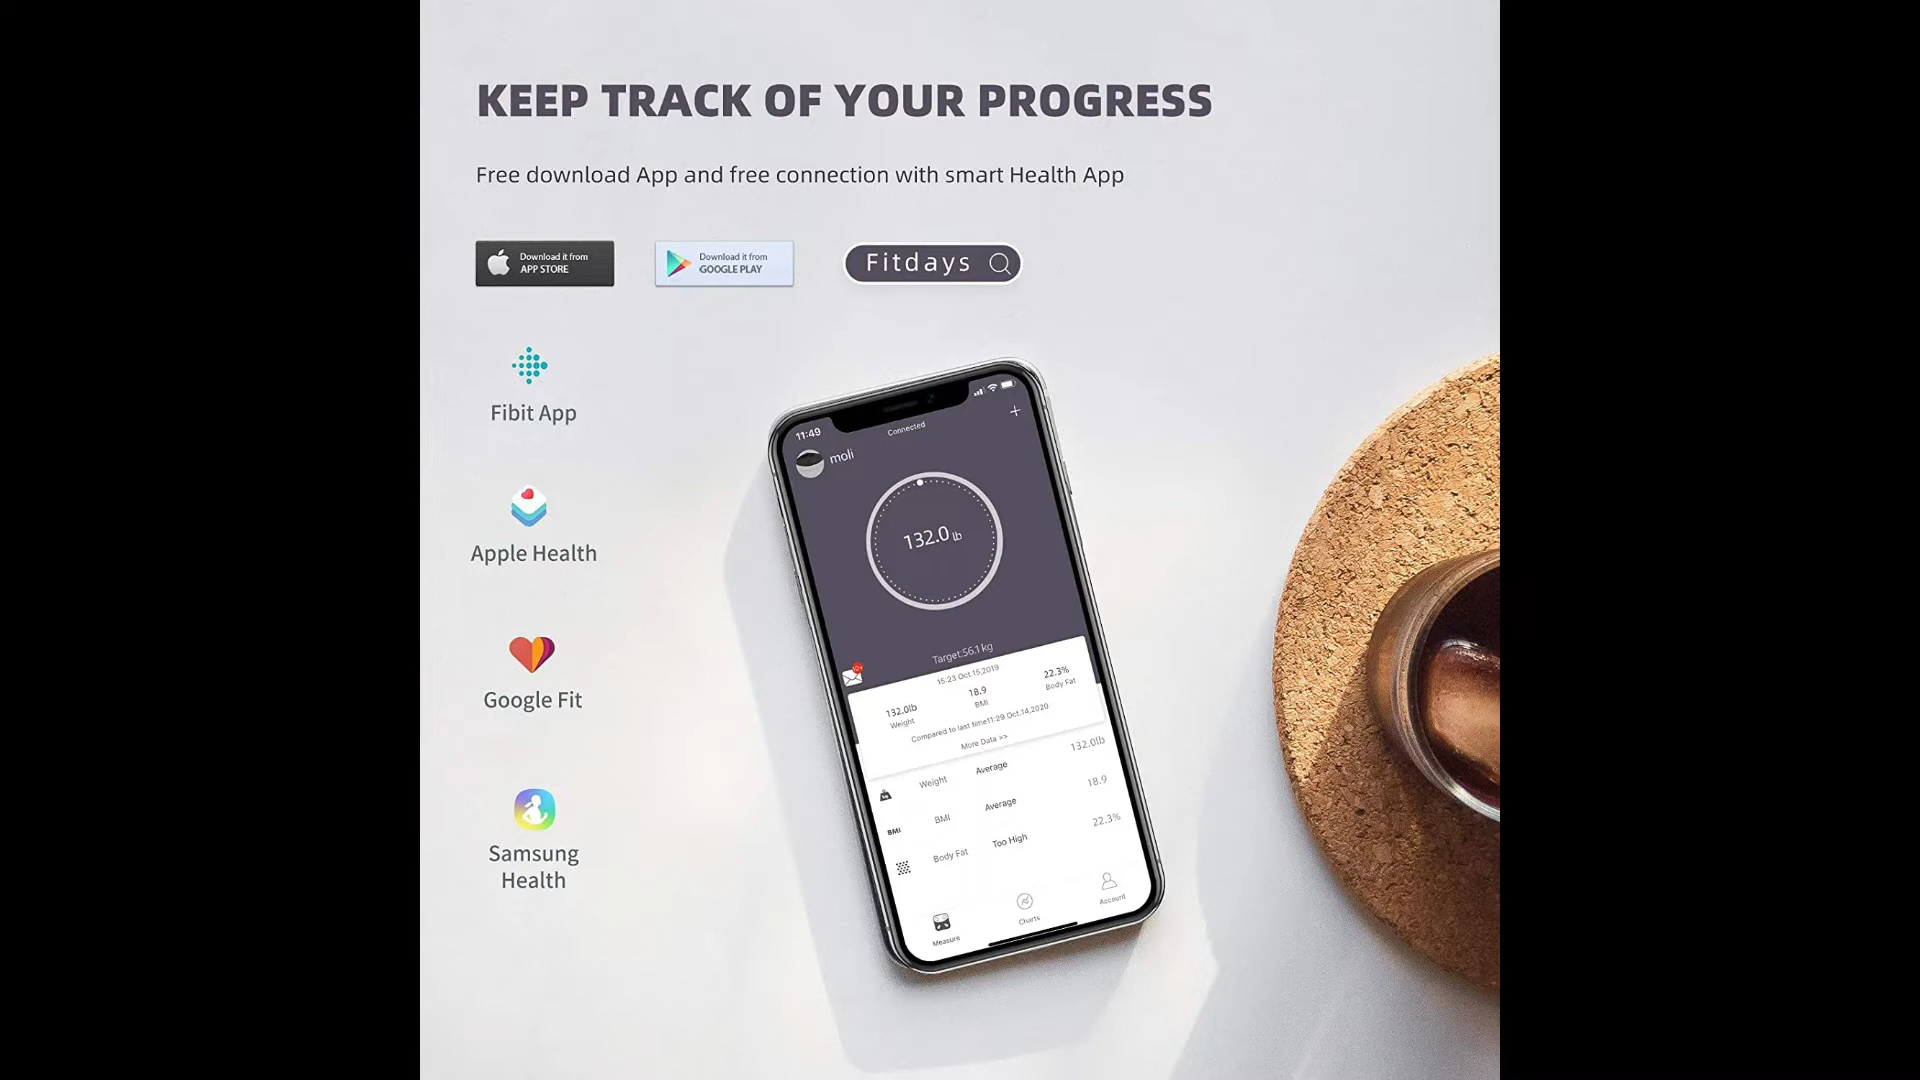 KEEP TRACK OF YOUR PROGRESS
Free download App and free connection with smart Health App
Download it from
APP STORE
Download it from
GOOGLE PLAY
Fitdays
Fibit App
Apple Health
Google Fit
Samsung
Health
11:49
Connected
+
moli
132.0 lb
Target:56.1 kg
15:23 Oct.15,2019
132.0lb
Weight
18.9
BMI
22.3%
Body Fat
Compared to last time11:29 Oct.14,2020
More Data >>
Weight Average 132.0lb
BMI BMI Average 18.9
Body Fat Too High 22.3%
Measure
Charts
Account